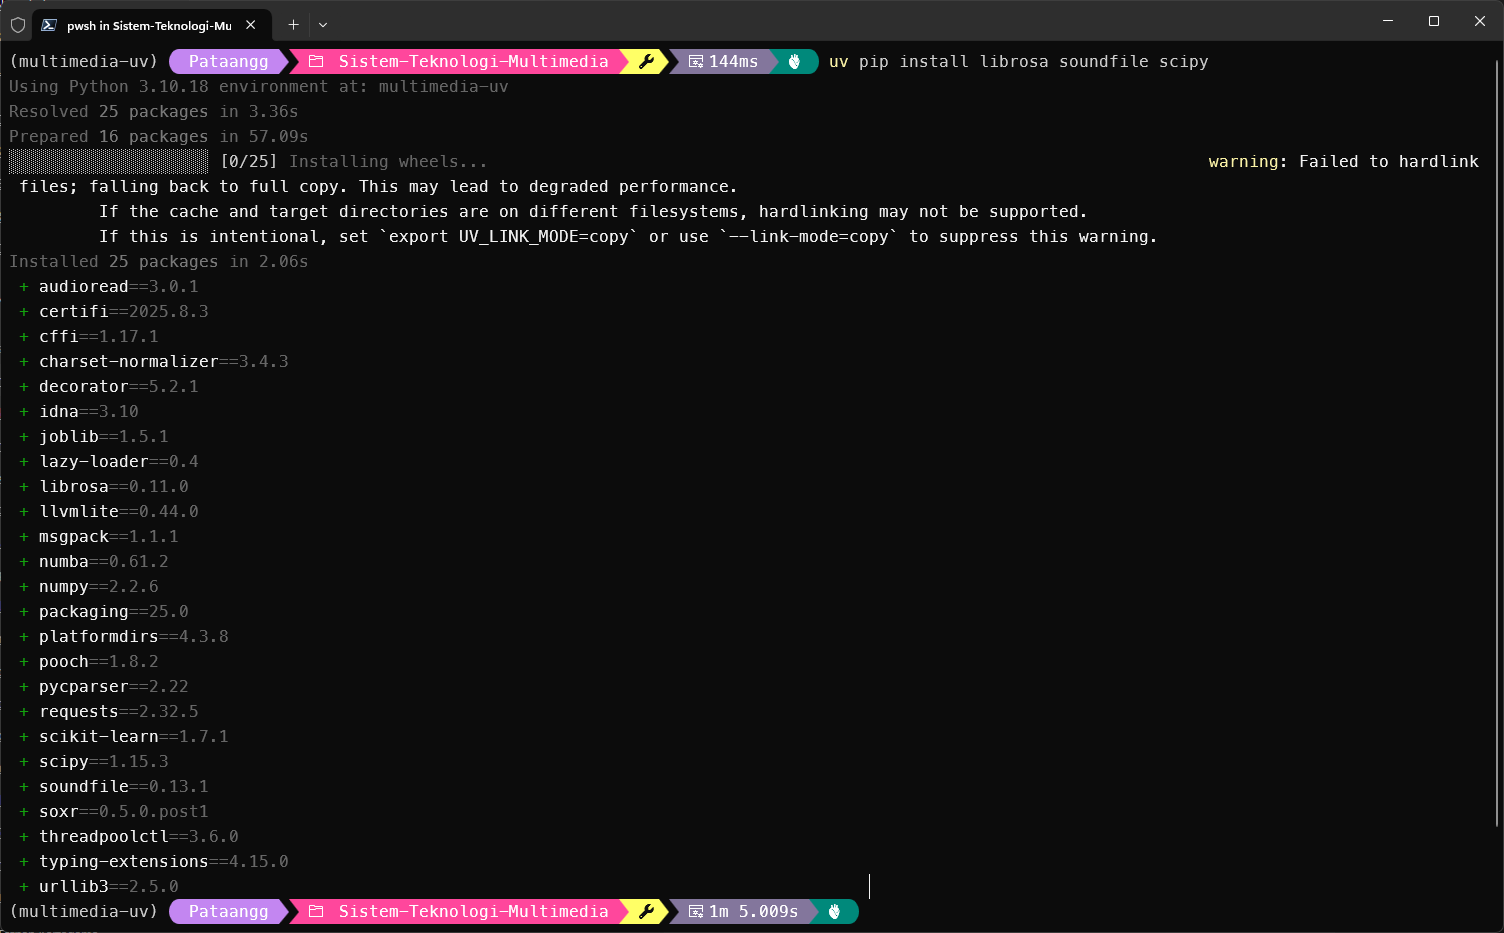 pwsh in Sistem-Teknologi-Mu
(multimedia-uv) Pataangg Sistem-Teknologi-Multimedia 144ms uv pip install librosa soundfile scipy
Using Python 3.10.18 environment at: multimedia-uv
Resolved 25 packages in 3.36s
Prepared 16 packages in 57.09s
[0/25] Installing wheels... warning: Failed to hardlink
files; falling back to full copy. This may lead to degraded performance.
If the cache and target directories are on different filesystems, hardlinking may not be supported.
If this is intentional, set `export UV_LINK_MODE=copy` or use `--link-mode=copy` to suppress this warning.
Installed 25 packages in 2.06s
+ audioread==3.0.1
+ certifi==2025.8.3
+ cffi==1.17.1
+ charset-normalizer==3.4.3
+ decorator==5.2.1
+ idna==3.10
+ joblib==1.5.1
+ lazy-loader==0.4
+ librosa==0.11.0
+ llvmlite==0.44.0
+ msgpack==1.1.1
+ numba==0.61.2
+ numpy==2.2.6
+ packaging==25.0
+ platformdirs==4.3.8
+ pooch==1.8.2
+ pycparser==2.22
+ requests==2.32.5
+ scikit-learn==1.7.1
+ scipy==1.15.3
+ soundfile==0.13.1
+ soxr==0.5.0.post1
+ threadpoolctl==3.6.0
+ typing-extensions==4.15.0
+ urllib3==2.5.0
(multimedia-uv) Pataangg Sistem-Teknologi-Multimedia 1m 5.009s